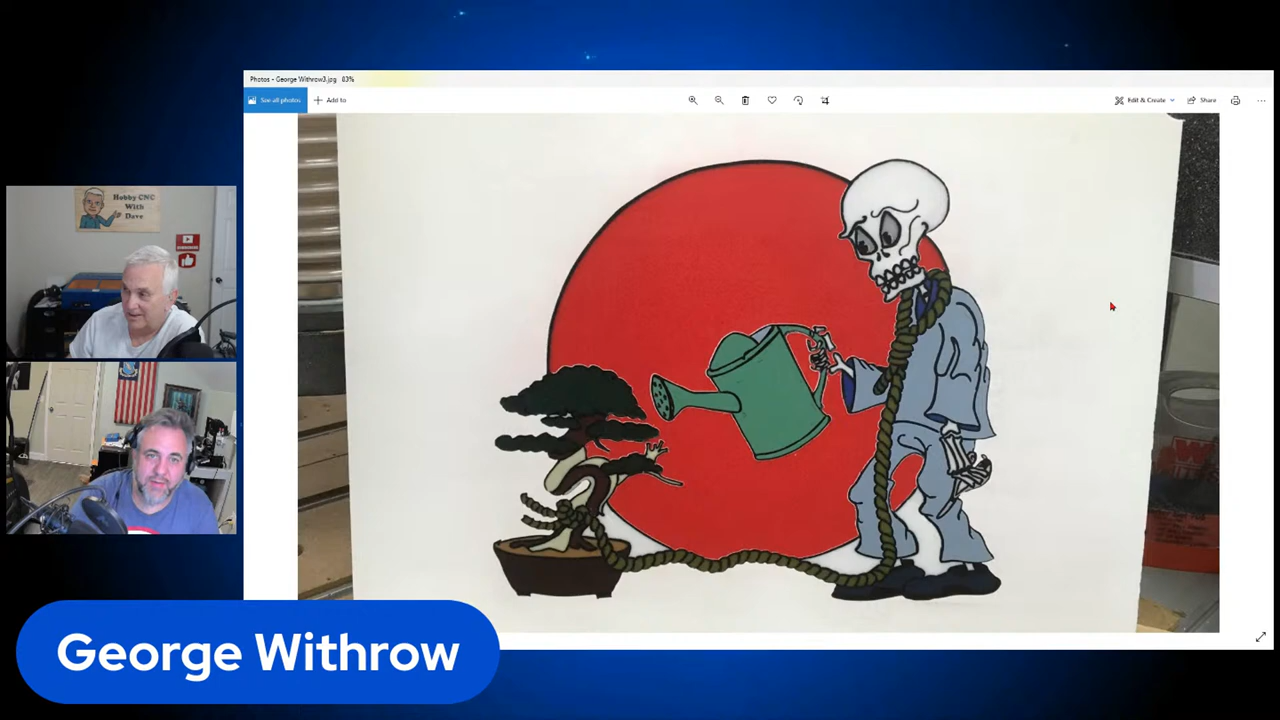 Photos - George Withrow3.jpg 83%
See all photos
Add to
Edit & Create
Share
Hobby CNC
With
Dave
George Withrow